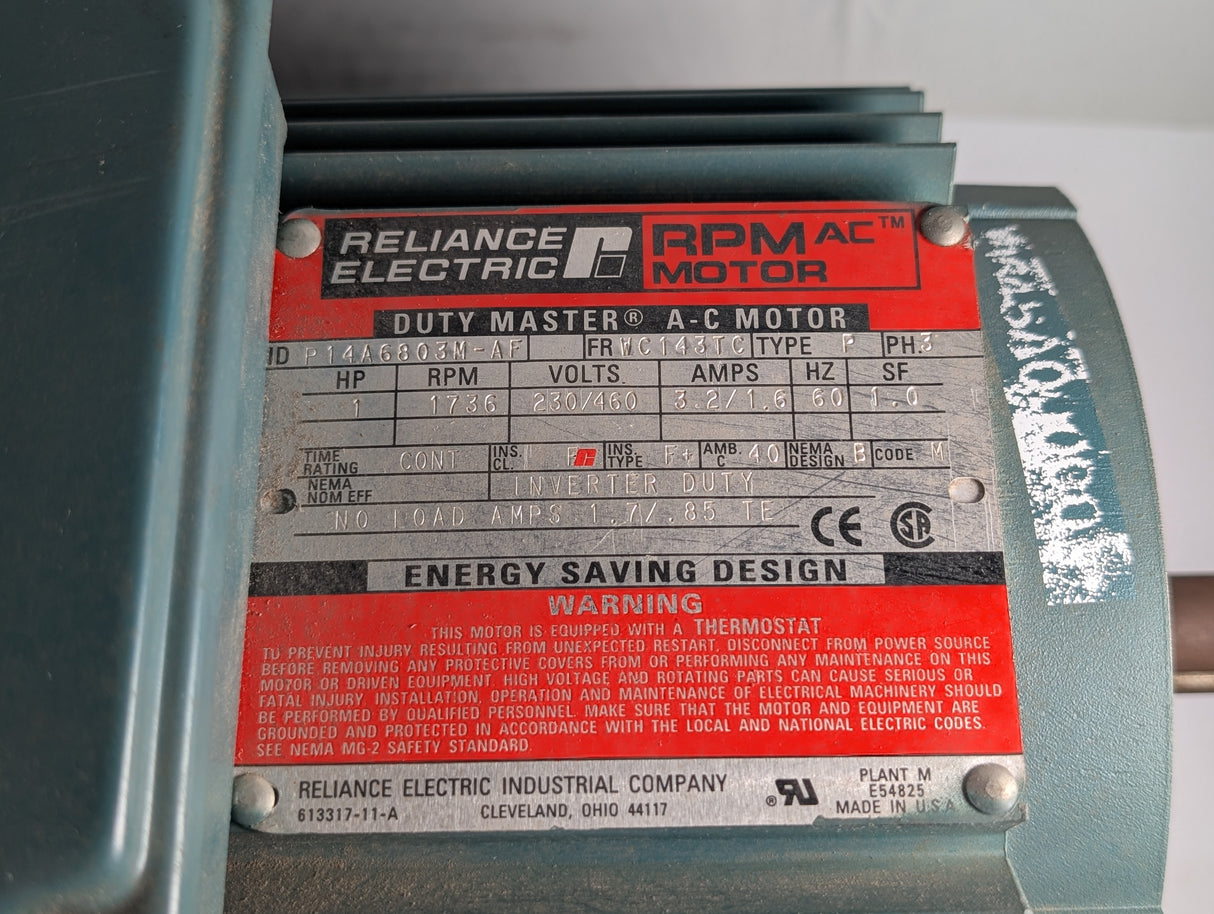 RELIANCE ELECTRIC
RPM AC™ MOTOR
DUTY MASTER® A-C MOTOR
ID P14A6803M-AF FR WC143TC TYPE P PH. 3
HP RPM VOLTS AMPS HZ SF
1 1736 230/460 3.2/1.6 60 1.0
TIME RATING CONT INS. CL. F INS. TYPE F+ AMB. C 40 NEMA DESIGN B CODE M
NEMA NOM EFF INVERTER DUTY
NO LOAD AMPS 1.7/.85 TE
CE SA
ENERGY SAVING DESIGN
WARNING
THIS MOTOR IS EQUIPPED WITH A THERMOSTAT
TO PREVENT INJURY RESULTING FROM UNEXPECTED RESTART, DISCONNECT FROM POWER SOURCE
BEFORE REMOVING ANY PROTECTIVE COVERS FROM OR PERFORMING ANY MAINTENANCE ON THIS
MOTOR OR DRIVEN EQUIPMENT. HIGH VOLTAGE AND ROTATING PARTS CAN CAUSE SERIOUS OR
FATAL INJURY. INSTALLATION, OPERATION AND MAINTENANCE OF ELECTRICAL MACHINERY SHOULD
BE PERFORMED BY QUALIFIED PERSONNEL. MAKE SURE THAT THE MOTOR AND EQUIPMENT ARE
GROUNDED AND PROTECTED IN ACCORDANCE WITH THE LOCAL AND NATIONAL ELECTRIC CODES.
SEE NEMA MG-2 SAFETY STANDARD.
RELIANCE ELECTRIC INDUSTRIAL COMPANY
613317-11-A CLEVELAND, OHIO 44117
® RU
PLANT M
E54825
MADE IN U.S.A.